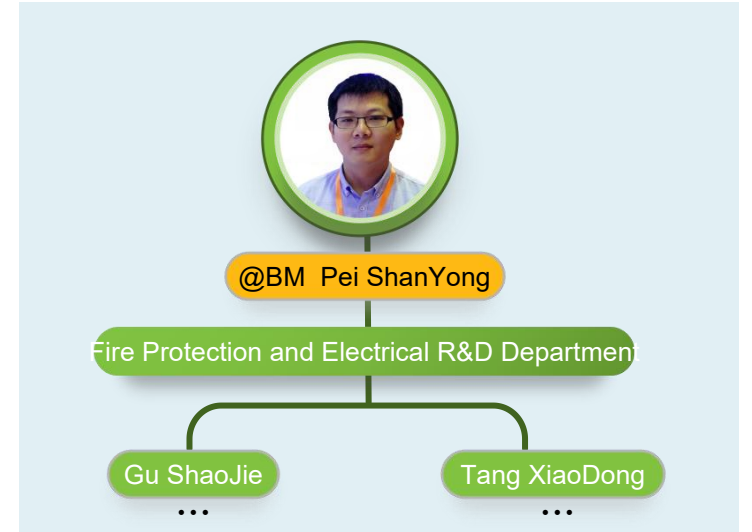 @BM Pei ShanYong
Fire Protection and Electrical R&D Department
Gu ShaoJie
Tang XiaoDong
...
...